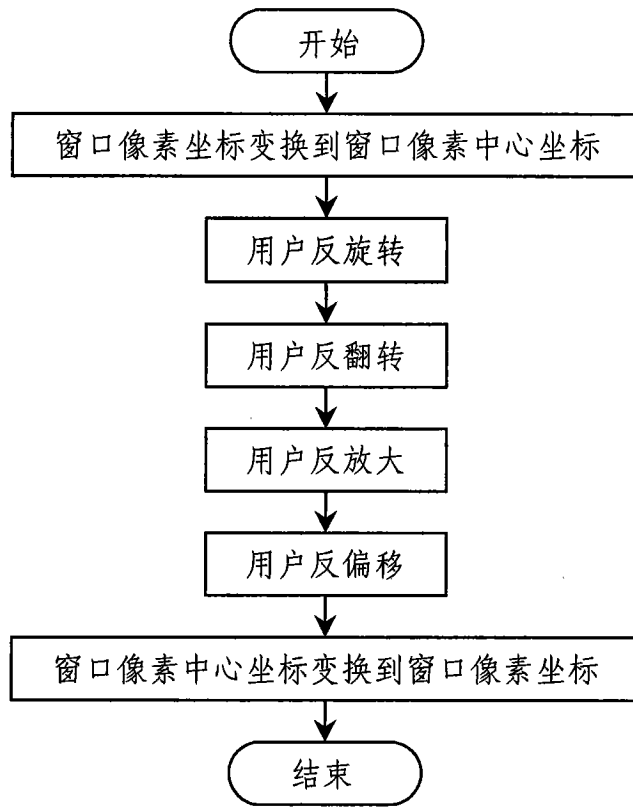 开始
窗口像素坐标变换到窗口像素中心坐标
用户反旋转
用户反翻转
用户反放大
用户反偏移
窗口像素中心坐标变换到窗口像素坐标
结束